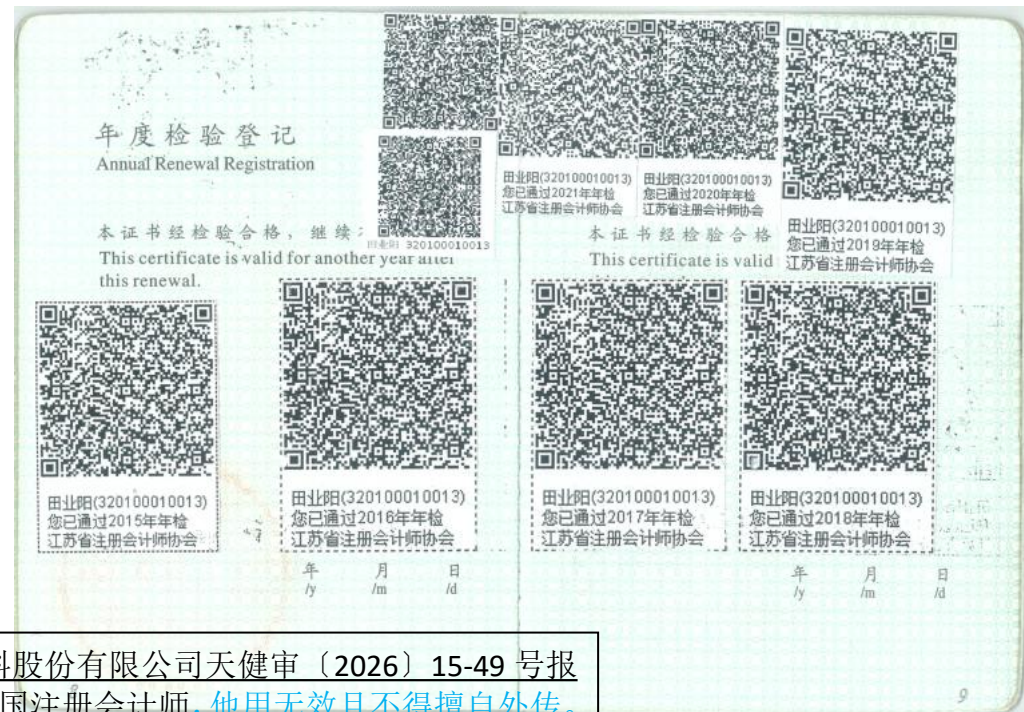 年度检验登记
Annual Renewal Registration
本证书经检验合格，继续
This certificate is valid for another year after
this renewal.
田业阳 320100010013
田业阳(320100010013)
您已通过2021年年检
江苏省注册会计师协会
田业阳(320100010013)
您已通过2020年年检
江苏省注册会计师协会
田业阳(320100010013)
您已通过2019年年检
江苏省注册会计师协会
本证书经检验合格
This certificate is valid
田业阳(320100010013)
您已通过2015年年检
江苏省注册会计师协会
田业阳(320100010013)
您已通过2016年年检
江苏省注册会计师协会
田业阳(320100010013)
您已通过2017年年检
江苏省注册会计师协会
田业阳(320100010013)
您已通过2018年年检
江苏省注册会计师协会
年 月 日
/y /m /d
年 月 日
/y /m /d
料股份有限公司天健审〔2026〕15-49 号报
国注册会计师，他用无效且不得擅自外传。
9